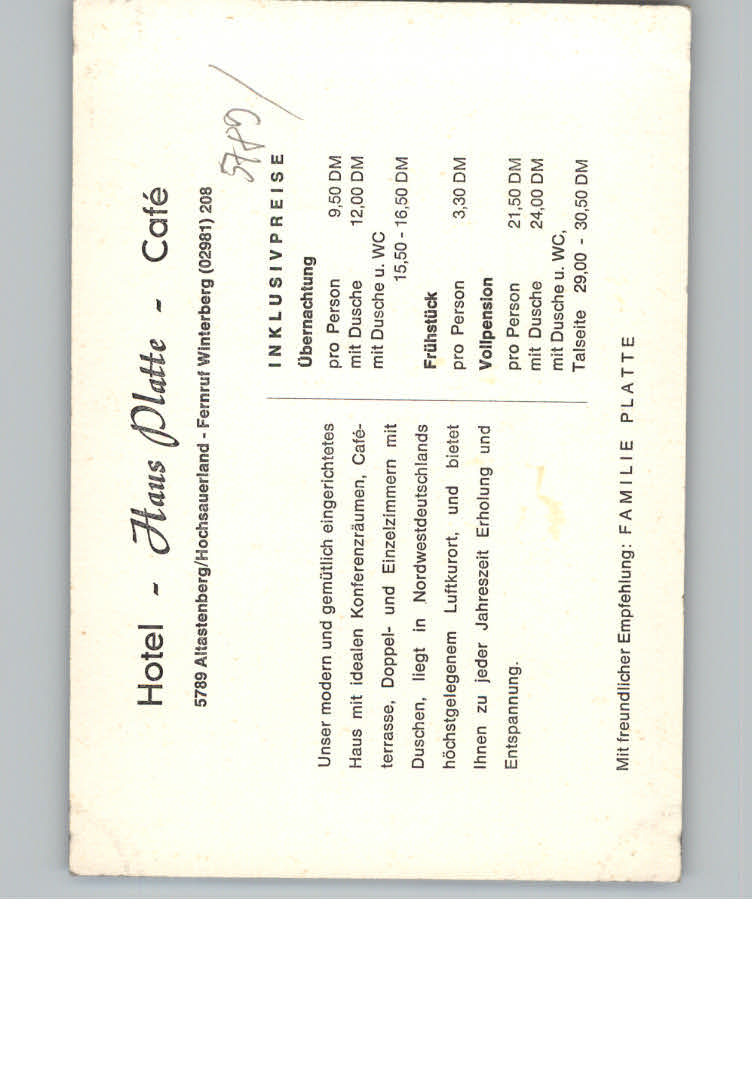 Hotel - Haus Platte - Café
5789 Altastenberg/Hochsauerland - Fernruf Winterberg (02981) 208
5789/
Unser modern und gemütlich eingerichtetes
Haus mit idealen Konferenzräumen, Café-
terrasse, Doppel- und Einzelzimmern mit
Duschen, liegt in Nordwestdeutschlands
höchstgelegenem Luftkurort, und bietet
Ihnen zu jeder Jahreszeit Erholung und
Entspannung.
INKLUSIVPREISE
Übernachtung
pro Person 9,50 DM
mit Dusche 12,00 DM
mit Dusche u. WC
15,50 - 16,50 DM
Frühstück
pro Person 3,30 DM
Vollpension
pro Person 21,50 DM
mit Dusche 24,00 DM
mit Dusche u. WC,
Talseite 29,00 - 30,50 DM
Mit freundlicher Empfehlung: FAMILIE PLATTE